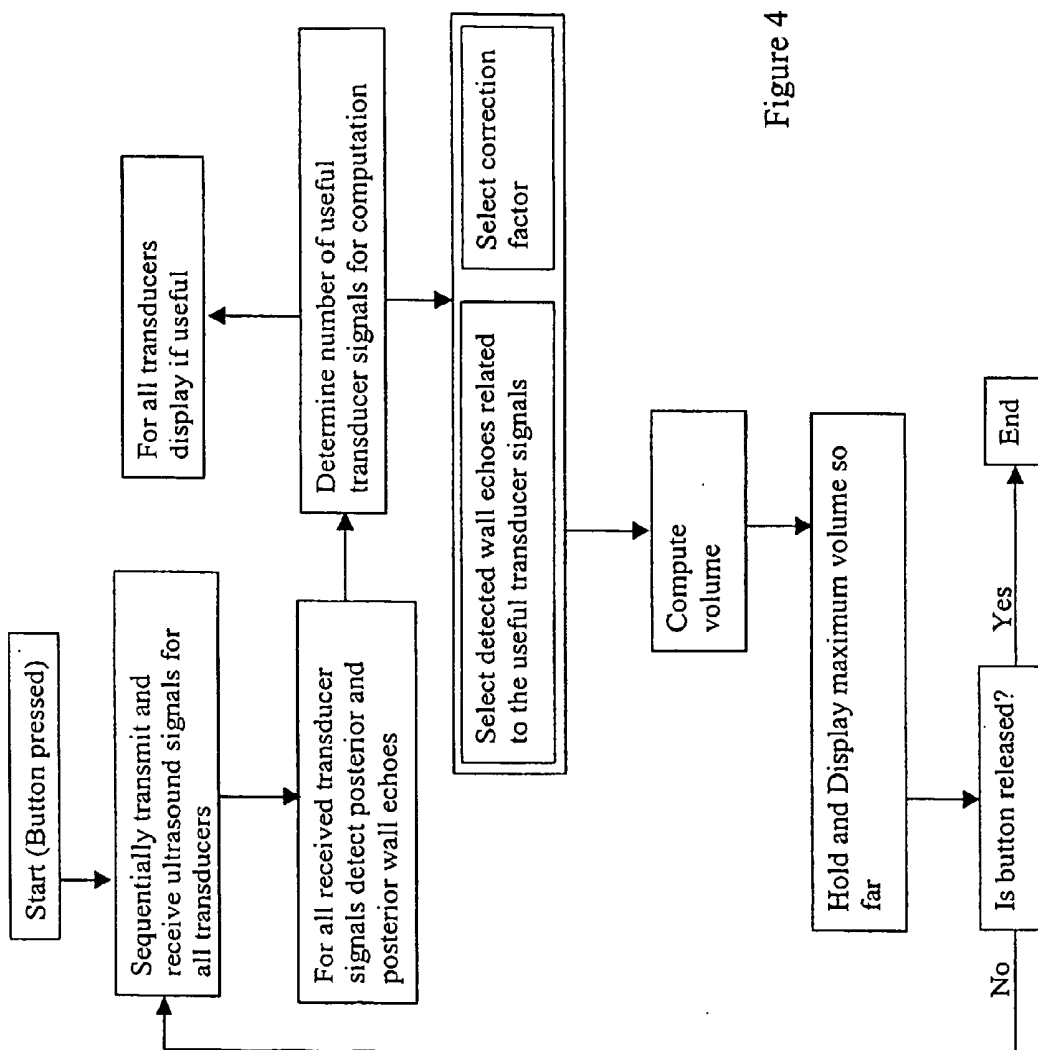 Start (Button pressed)
Sequentially transmit and
receive ultrasound signals for
all transducers
For all received transducer
signals detect posterior and
posterior wall echoes
For all transducers
display if useful
Determine number of useful
transducer signals for computation
Select detected wall echoes related
to the useful transducer signals
Select correction
factor
Compute
volume
Hold and Display maximum volume so
far
Is button released?
No
Yes
End
Figure 4